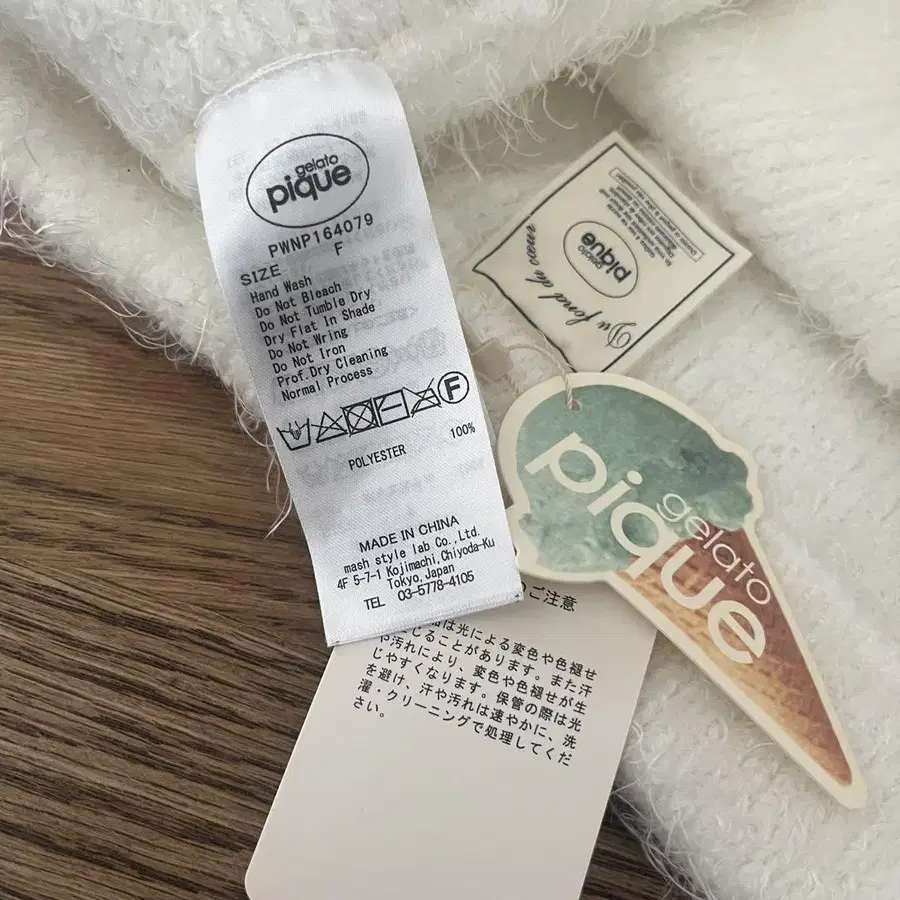 gelato
pique
PWNP164079
SIZE F
Hand Wash
Do Not Bleach
Do Not Tumble Dry
Dry Flat In Shade
Do Not Wring
Do Not Iron
Prof.Dry Cleaning
Normal Process
F
POLYESTER 100%
MADE IN CHINA
mash style lab Co.,Ltd.
4F 5-7-1 Kojimachi,Chiyoda-Ku
Tokyo,Japan
TEL 03-5778-4105
Du fond du cœur
gelato
pique
gelato
pique
のご注意
は光による変色や色褪せ
じることがあります。また汗
や汚れにより、変色や色褪せが生
じやすくなります。保管の際は光
を避け、汗や汚れは速やかに、洗
濯・クリーニングで処理してくだ
さい。